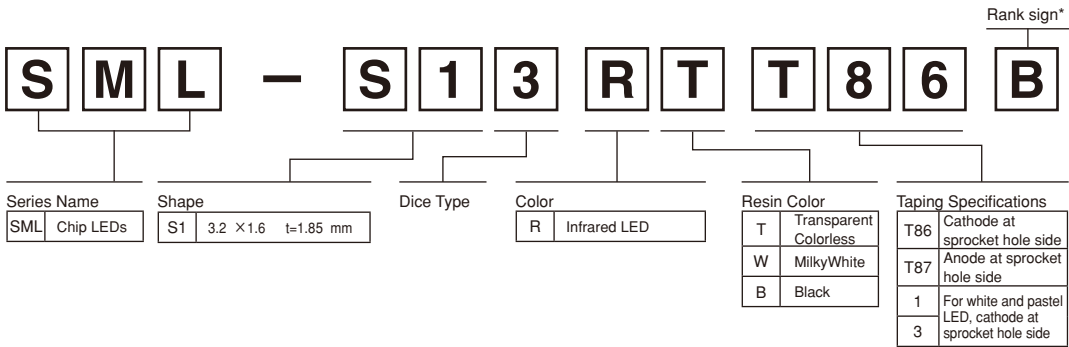 Rank sign*
S M L - S 1 3 R T T 8 6 B
Series Name
SML Chip LEDs
Shape
S1 3.2 ×1.6 t=1.85 mm
Dice Type
Color
R Infrared LED
Resin Color
T Transparent
Colorless
W MilkyWhite
B Black
Taping Specifications
T86 Cathode at
sprocket hole side
T87 Anode at sprocket
hole side
1 For white and pastel
LED, cathode at
3 sprocket hole side